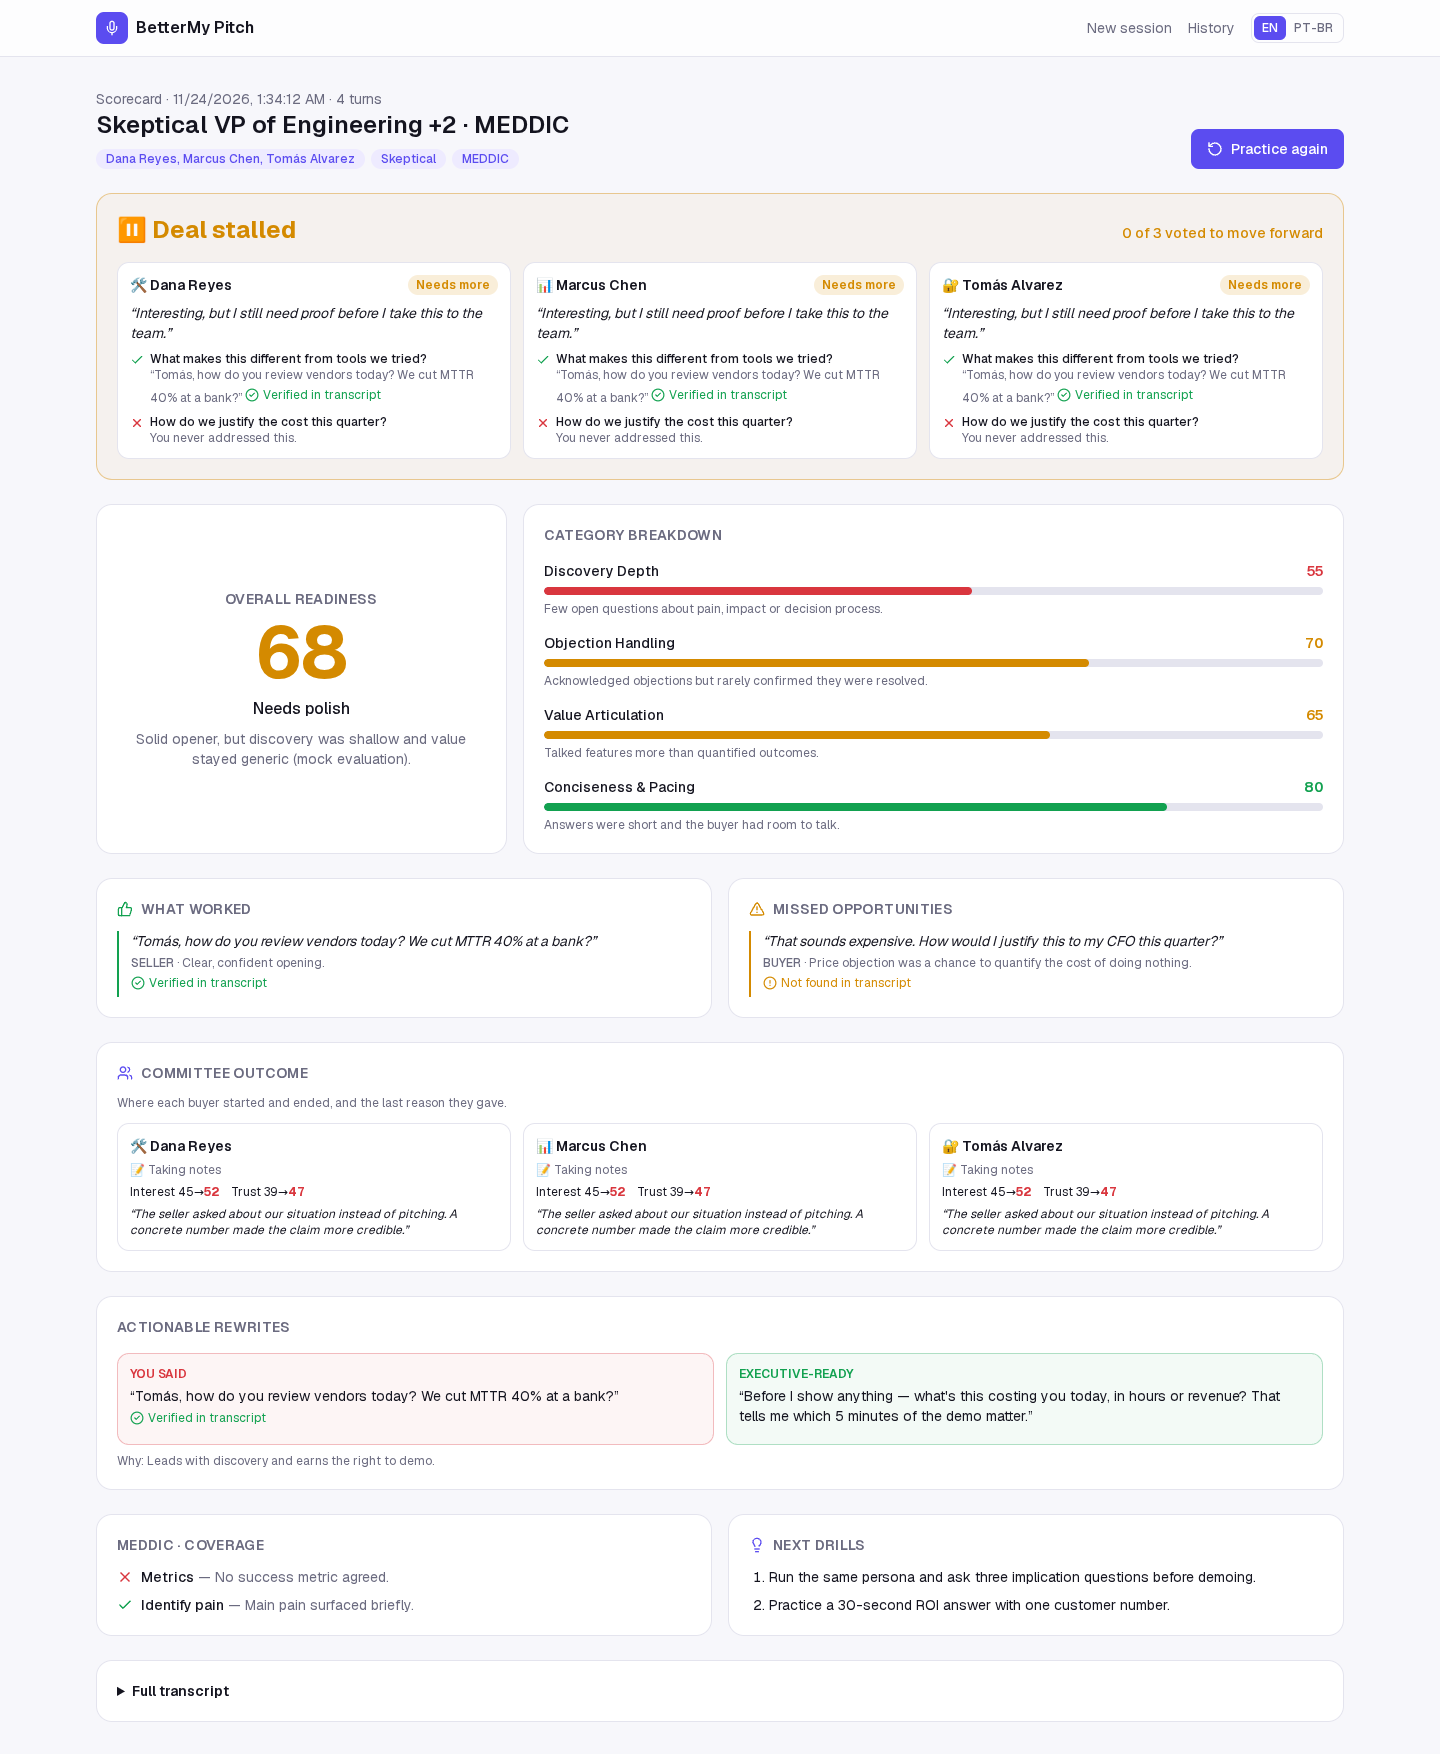 BetterMy Pitch
New session History EN PT-BR
Scorecard · 11/24/2026, 1:34:12 AM · 4 turns
Skeptical VP of Engineering +2 · MEDDIC
Dana Reyes, Marcus Chen, Tomás Alvarez Skeptical MEDDIC
Practice again
Deal stalled
0 of 3 voted to move forward
Dana Reyes Needs more
“Interesting, but I still need proof before I take this to the
team.”
What makes this different from tools we tried?
“Tomás, how do you review vendors today? We cut MTTR
40% at a bank?” Verified in transcript
How do we justify the cost this quarter?
You never addressed this.
Marcus Chen Needs more
“Interesting, but I still need proof before I take this to the
team.”
What makes this different from tools we tried?
“Tomás, how do you review vendors today? We cut MTTR
40% at a bank?” Verified in transcript
How do we justify the cost this quarter?
You never addressed this.
Tomás Alvarez Needs more
“Interesting, but I still need proof before I take this to the
team.”
What makes this different from tools we tried?
“Tomás, how do you review vendors today? We cut MTTR
40% at a bank?” Verified in transcript
How do we justify the cost this quarter?
You never addressed this.
OVERALL READINESS
68
Needs polish
Solid opener, but discovery was shallow and value
stayed generic (mock evaluation).
CATEGORY BREAKDOWN
Discovery Depth 55
Few open questions about pain, impact or decision process.
Objection Handling 70
Acknowledged objections but rarely confirmed they were resolved.
Value Articulation 65
Talked features more than quantified outcomes.
Conciseness & Pacing 80
Answers were short and the buyer had room to talk.
WHAT WORKED
“Tomás, how do you review vendors today? We cut MTTR 40% at a bank?”
SELLER · Clear, confident opening.
Verified in transcript
MISSED OPPORTUNITIES
“That sounds expensive. How would I justify this to my CFO this quarter?”
BUYER · Price objection was a chance to quantify the cost of doing nothing.
Not found in transcript
COMMITTEE OUTCOME
Where each buyer started and ended, and the last reason they gave.
Dana Reyes
Taking notes
Interest 45→52 Trust 39→47
“The seller asked about our situation instead of pitching. A
concrete number made the claim more credible.”
Marcus Chen
Taking notes
Interest 45→52 Trust 39→47
“The seller asked about our situation instead of pitching. A
concrete number made the claim more credible.”
Tomás Alvarez
Taking notes
Interest 45→52 Trust 39→47
“The seller asked about our situation instead of pitching. A
concrete number made the claim more credible.”
ACTIONABLE REWRITES
YOU SAID
“Tomás, how do you review vendors today? We cut MTTR 40% at a bank?”
Verified in transcript
EXECUTIVE-READY
“Before I show anything — what's this costing you today, in hours or revenue? That
tells me which 5 minutes of the demo matter.”
Why: Leads with discovery and earns the right to demo.
MEDDIC · COVERAGE
Metrics — No success metric agreed.
Identify pain — Main pain surfaced briefly.
NEXT DRILLS
1. Run the same persona and ask three implication questions before demoing.
2. Practice a 30-second ROI answer with one customer number.
Full transcript